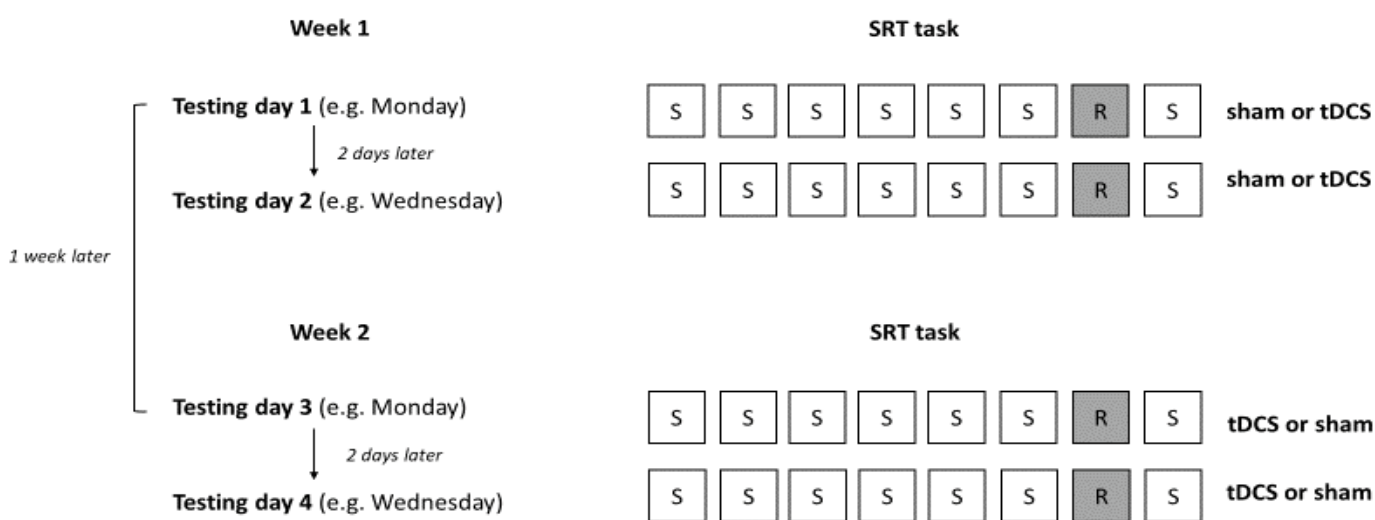 Week 1
SRT task
Testing day 1 (e.g. Monday)
S S S S S S R S
sham or tDCS
2 days later
Testing day 2 (e.g. Wednesday)
S S S S S S R S
sham or tDCS
1 week later
Week 2
SRT task
Testing day 3 (e.g. Monday)
S S S S S S R S
tDCS or sham
2 days later
Testing day 4 (e.g. Wednesday)
S S S S S S R S
tDCS or sham